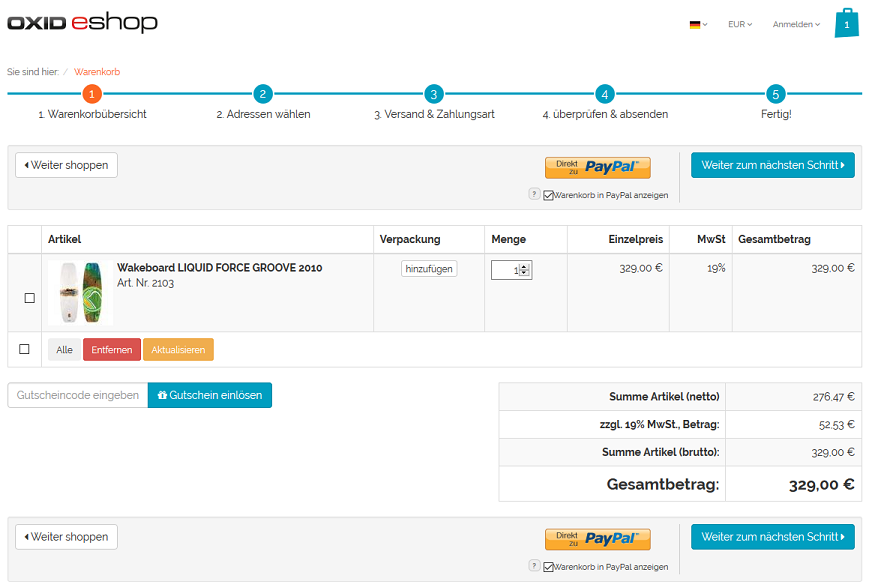 OXID eshop
EUR
Anmelden
1
Sie sind hier: / Warenkorb
1 2 3 4 5
1. Warenkorbübersicht 2. Adressen wählen 3. Versand & Zahlungsart 4. überprüfen & absenden Fertig!
Weiter shoppen
Direkt zu PayPal™
Weiter zum nächsten Schritt
? Warenkorb in PayPal anzeigen
Artikel Verpackung Menge Einzelpreis MwSt Gesamtbetrag
Wakeboard LIQUID FORCE GROOVE 2010 hinzufügen 1 329,00 € 19% 329,00 €
Art. Nr. 2103
Alle Entfernen Aktualisieren
Gutscheincode eingeben Gutschein einlösen
Summe Artikel (netto) 276,47 €
zzgl. 19% MwSt., Betrag: 52,53 €
Summe Artikel (brutto): 329,00 €
Gesamtbetrag: 329,00 €
Weiter shoppen
Direkt zu PayPal™
Weiter zum nächsten Schritt
? Warenkorb in PayPal anzeigen